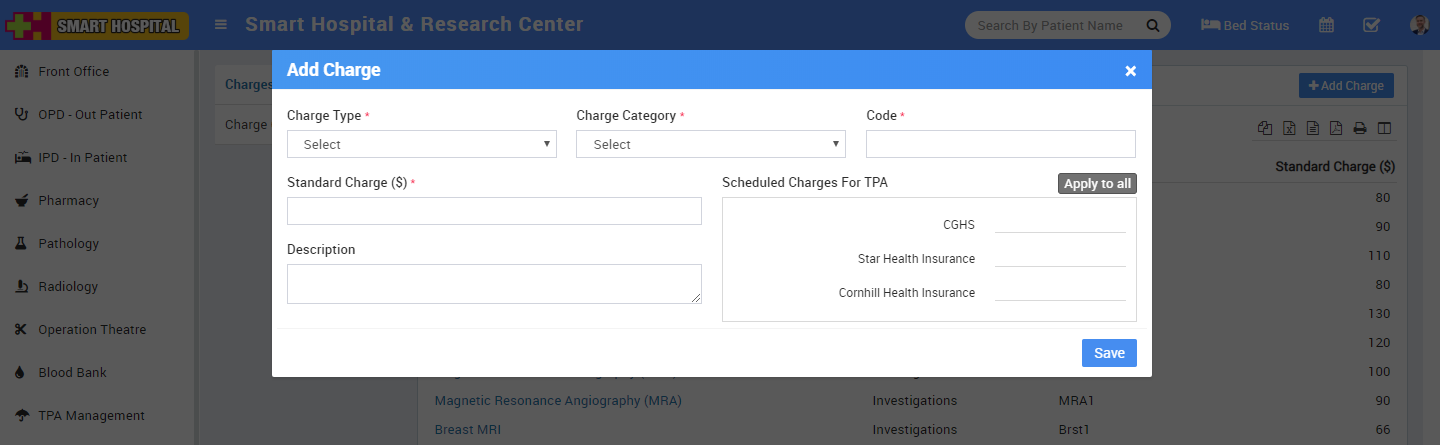 SMART HOSPITAL
Smart Hospital & Research Center
Search By Patient Name
Bed Status
Front Office
OPD - Out Patient
IPD - In Patient
Pharmacy
Pathology
Radiology
Operation Theatre
Blood Bank
TPA Management
Charges
Charge
+ Add Charge
Standard Charge ($)
80
90
110
80
130
120
100
Magnetic Resonance Angiography (MRA) Investigations MRA1 90
Breast MRI Investigations Brst1 66
Add Charge ×
Charge Type * Charge Category * Code *
Select Select
Standard Charge ($) * Scheduled Charges For TPA Apply to all
CGHS
Description
Star Health Insurance
Cornhill Health Insurance
Save